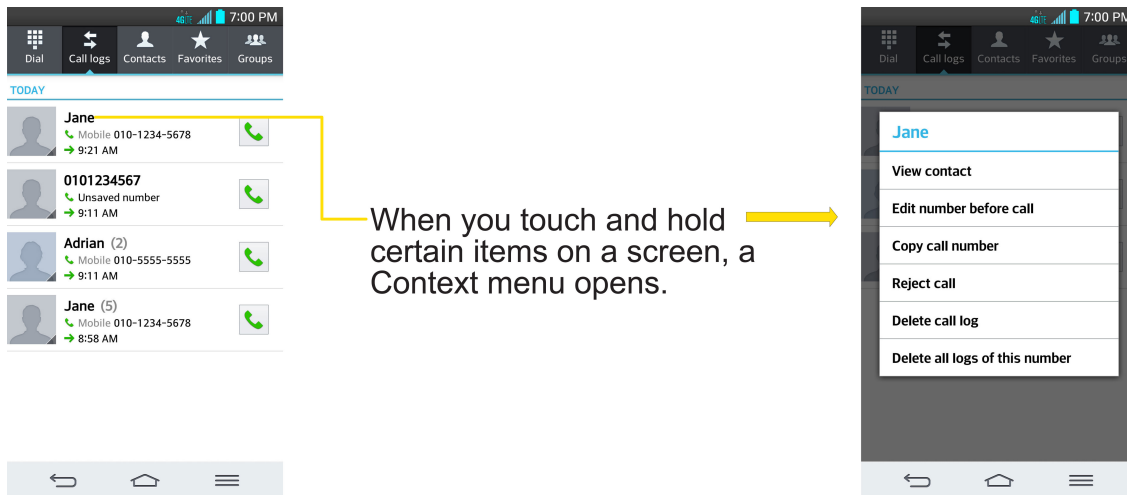 4G LTE 7:00 PM
Dial Call logs Contacts Favorites Groups
TODAY
Jane
Mobile 010-1234-5678
9:21 AM
0101234567
Unsaved number
9:11 AM
Adrian (2)
Mobile 010-5555-5555
9:11 AM
Jane (5)
Mobile 010-1234-5678
8:58 AM
When you touch and hold
certain items on a screen, a
Context menu opens.
4G LTE 7:00 PM
Dial Call logs Contacts Favorites Groups
TODAY
Jane
View contact
Edit number before call
Copy call number
Reject call
Delete call log
Delete all logs of this number